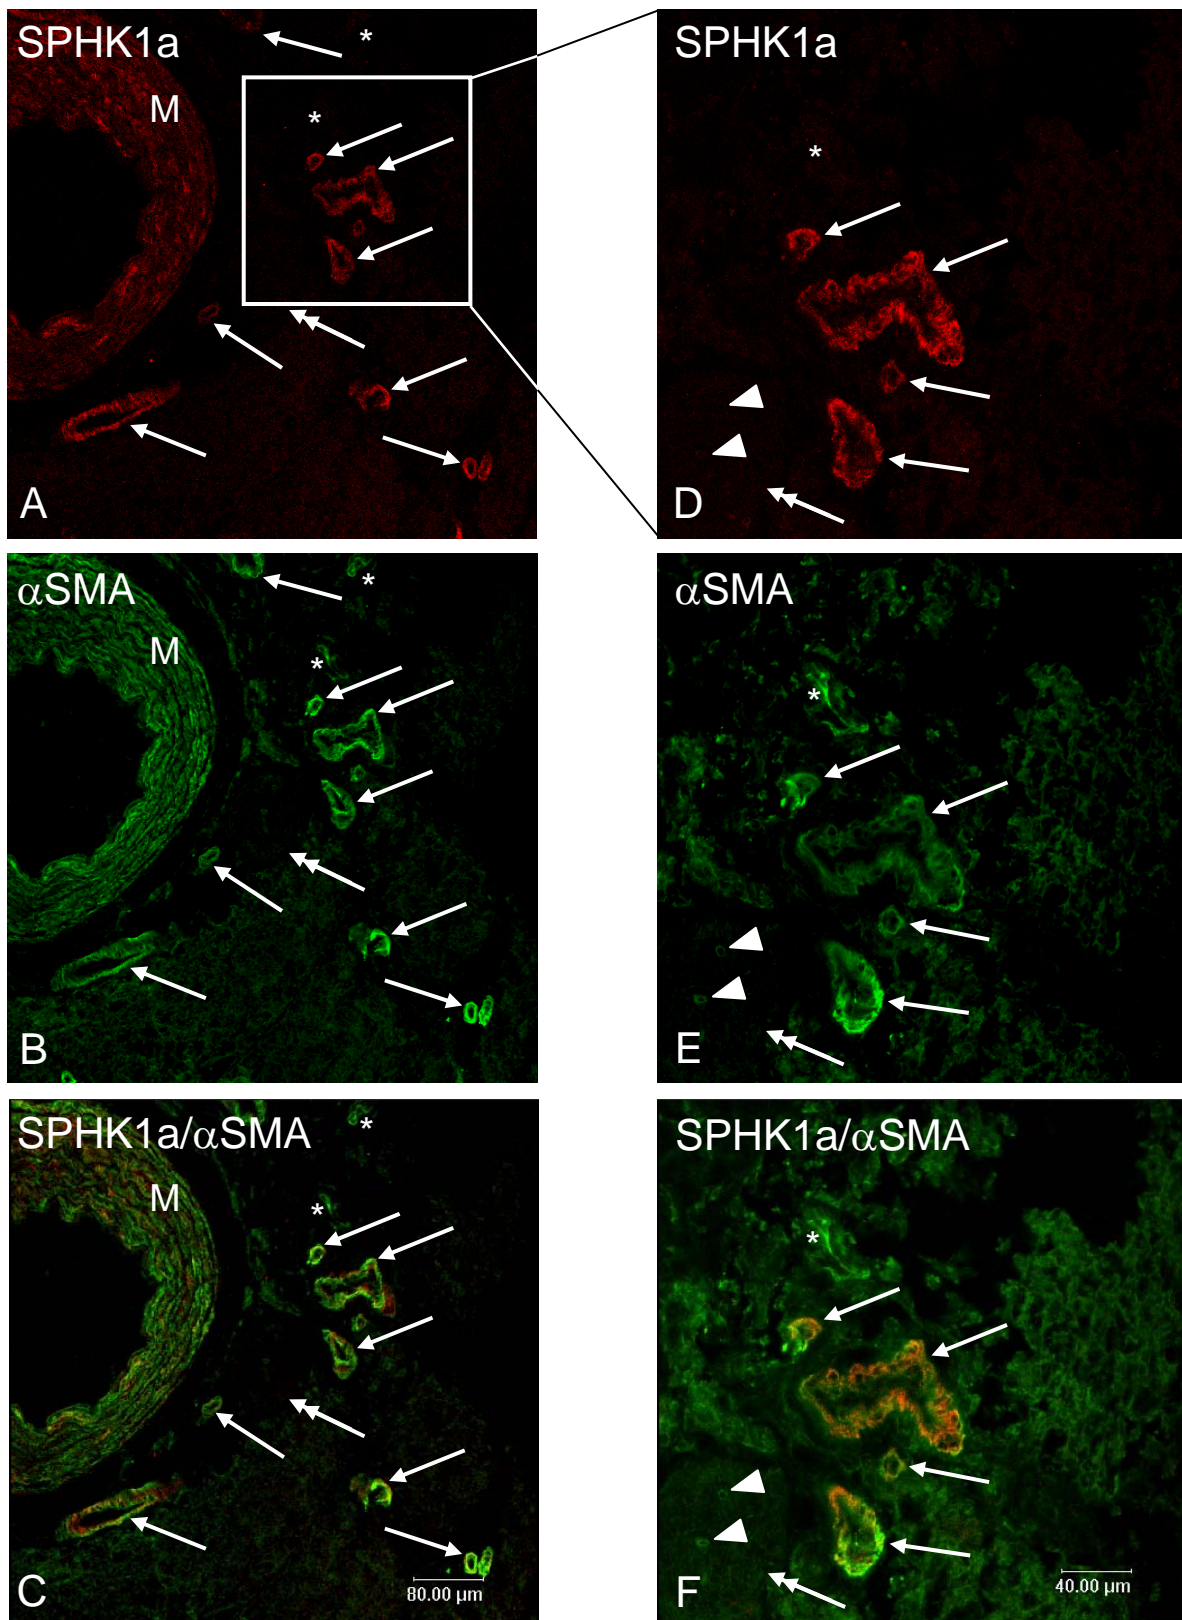 SPHK1a
*
M
*
A
SPHK1a
*
D
αSMA
*
M
*
B
αSMA
*
E
SPHK1a/αSMA
*
M
*
C
80.00 µm
SPHK1a/αSMA
*
F
40.00 µm